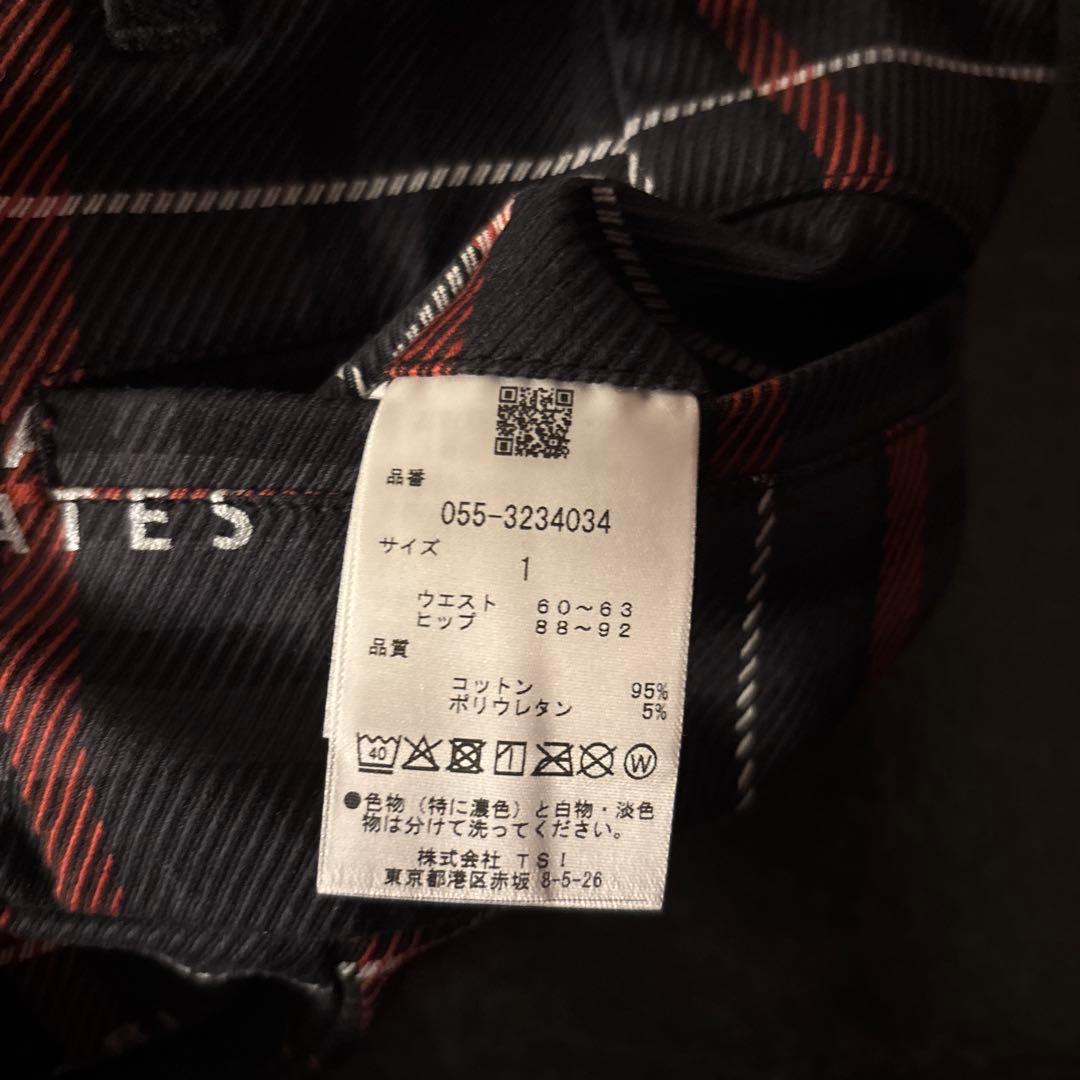 ATES
品番
055-3234034
サイズ
1
ウエスト 60～63
ヒップ 88～92
品質
コットン 95%
ポリウレタン 5%
40
W
●色物（特に濃色）と白物・淡色
物は分けて洗ってください。
株式会社 TSI
東京都港区赤坂 8-5-26